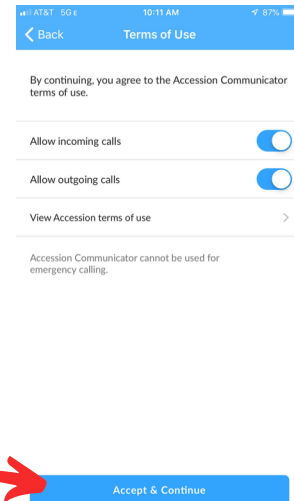 AT&T 5GE 10:11 AM 87%
Back Terms of Use
By continuing, you agree to the Accession Communicator
terms of use.
Allow incoming calls
Allow outgoing calls
View Accession terms of use
Accession Communicator cannot be used for
emergency calling.
Accept & Continue